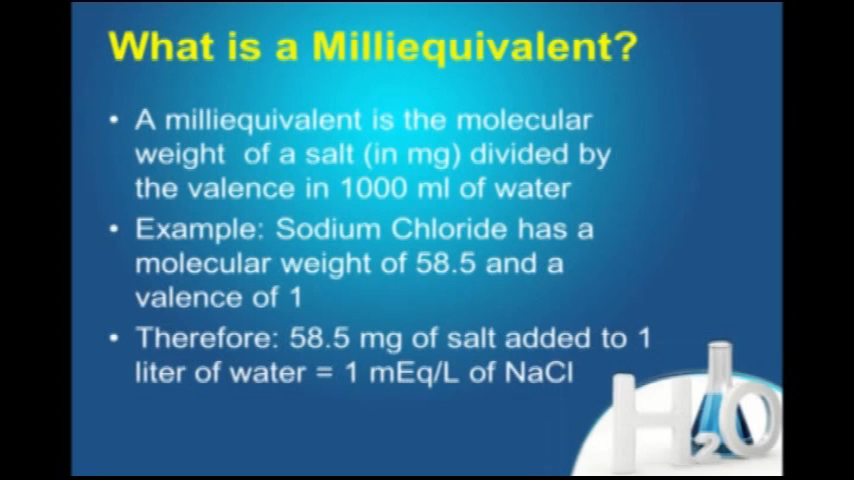 What is a Milliequivalent?
• A milliequivalent is the molecular
weight of a salt (in mg) divided by
the valence in 1000 ml of water
• Example: Sodium Chloride has a
molecular weight of 58.5 and a
valence of 1
• Therefore: 58.5 mg of salt added to 1
liter of water = 1 mEq/L of NaCl
H2O